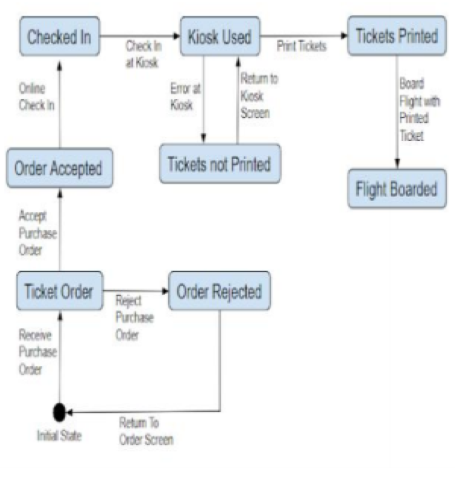 Checked In
Check In
at Kiosk
Kiosk Used
Print Tickets
Tickets Printed
Online
Check In
Error at
Kiosk
Return to
Kiosk
Screen
Board
Flight with
Printed
Ticket
Order Accepted
Tickets not Printed
Flight Boarded
Accept
Purchase
Order
Ticket Order
Reject
Purchase
Order
Order Rejected
Receive
Purchase
Order
Initial State
Return To
Order Screen